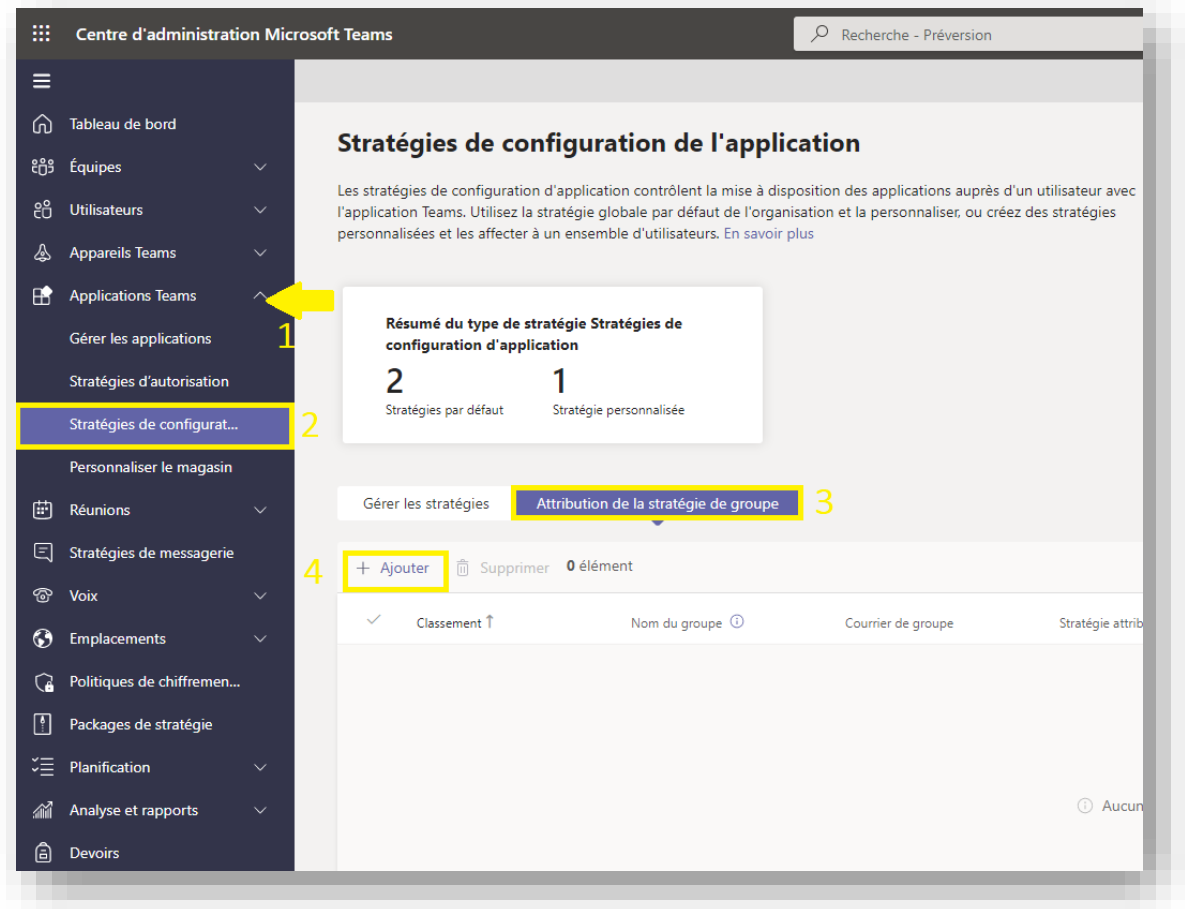 Centre d'administration Microsoft Teams
Recherche - Préversion
Tableau de bord
Équipes
Utilisateurs
Appareils Teams
Applications Teams
1
Gérer les applications
Stratégies d'autorisation
Stratégies de configurat...
2
Personnaliser le magasin
Réunions
Stratégies de messagerie
Voix
Emplacements
Politiques de chiffremen...
Packages de stratégie
Planification
Analyse et rapports
Devoirs
Stratégies de configuration de l'application
Les stratégies de configuration d'application contrôlent la mise à disposition des applications auprès d'un utilisateur avec
l'application Teams. Utilisez la stratégie globale par défaut de l'organisation et la personnaliser, ou créez des stratégies
personnalisées et les affecter à un ensemble d'utilisateurs. En savoir plus
Résumé du type de stratégie Stratégies de
configuration d'application
2 1
Stratégies par défaut Stratégie personnalisée
Gérer les stratégies Attribution de la stratégie de groupe 3
4 + Ajouter Supprimer 0 élément
Classement ↑ Nom du groupe Courrier de groupe Stratégie attrib
Aucun